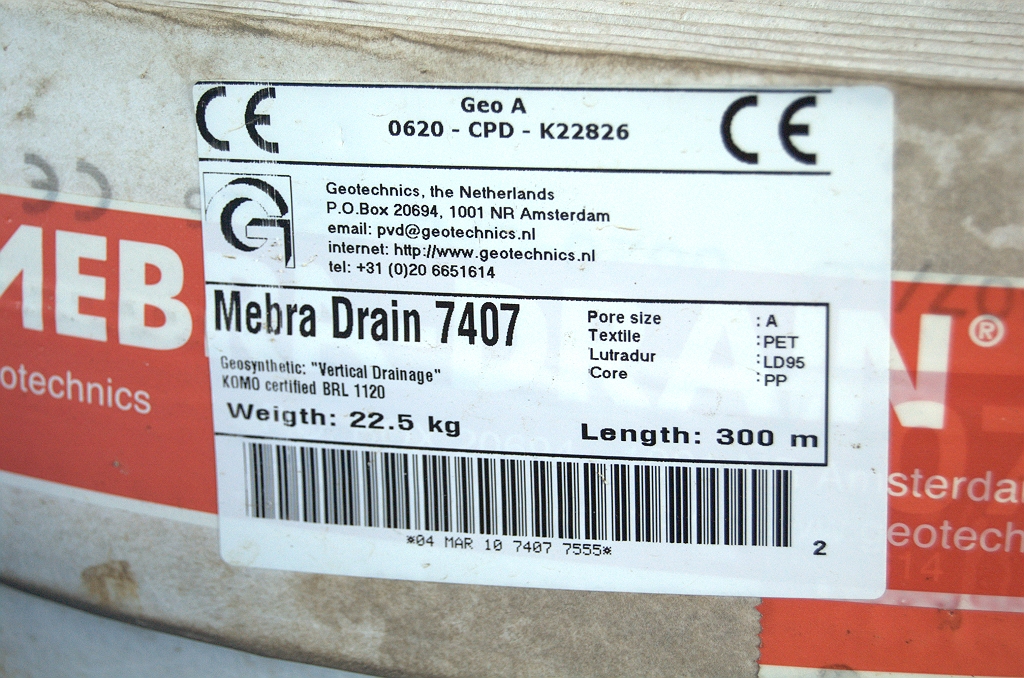 CE Geo A CE
0620 - CPD - K22826
G
Geotechnics, the Netherlands
P.O.Box 20694, 1001 NR Amsterdam
email: pvd@geotechnics.nl
internet: http://www.geotechnics.nl
tel: +31 (0)20 6651614
Mebra Drain 7407
Geosynthetic: "Vertical Drainage"
KOMO certified BRL 1120
Weigth: 22.5 kg
Pore size : A
Textile : PET
Lutradur : LD95
Core : PP
Length: 300 m
*04 MAR 10 7407 7555*
2
MEB DRAIN®
otechnics
Amsterda
geotech